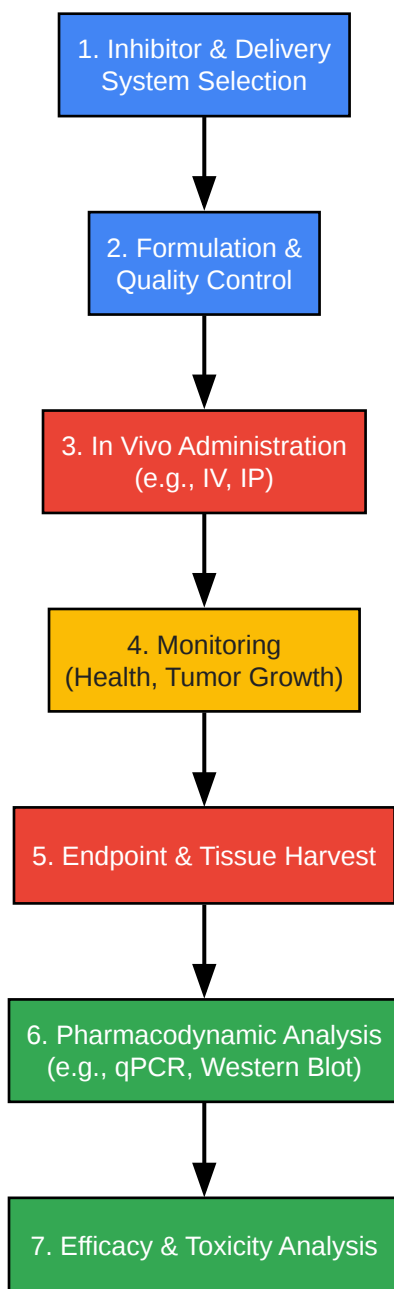 1. Inhibitor & Delivery
System Selection
2. Formulation &
Quality Control
3. In Vivo Administration
(e.g., IV, IP)
4. Monitoring
(Health, Tumor Growth)
5. Endpoint & Tissue Harvest
6. Pharmacodynamic Analysis
(e.g., qPCR, Western Blot)
7. Efficacy & Toxicity Analysis